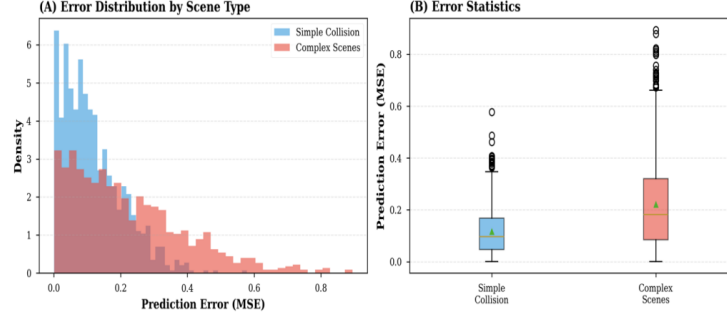 (A) Error Distribution by Scene Type
Simple Collision
Complex Scenes
Density
6
5
4
3
2
1
0
0.0
0.2
0.4
0.6
0.8
Prediction Error (MSE)
(B) Error Statistics
Prediction Error (MSE)
0.8
0.6
0.4
0.2
0.0
Simple
Collision
Complex
Scenes